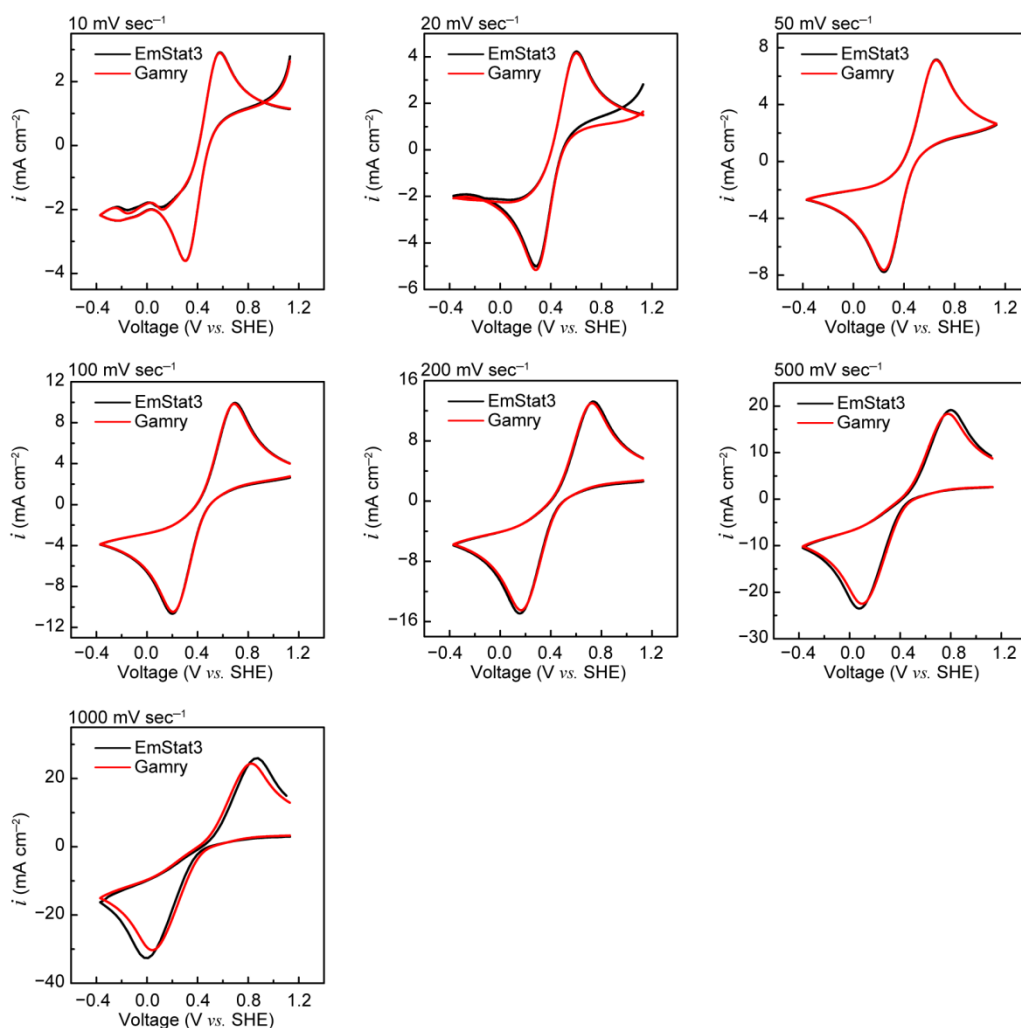 10 mV sec⁻¹
EmStat3
Gamry
i (mA cm⁻²)
4
2
0
−2
−4
−0.4 0.0 0.4 0.8 1.2
Voltage (V vs. SHE)
20 mV sec⁻¹
EmStat3
Gamry
i (mA cm⁻²)
4
2
0
−2
−4
−6
−0.4 0.0 0.4 0.8 1.2
Voltage (V vs. SHE)
50 mV sec⁻¹
EmStat3
Gamry
i (mA cm⁻²)
8
4
0
−4
−8
−0.4 0.0 0.4 0.8 1.2
Voltage (V vs. SHE)
100 mV sec⁻¹
EmStat3
Gamry
i (mA cm⁻²)
12
8
4
0
−4
−8
−12
−0.4 0.0 0.4 0.8 1.2
Voltage (V vs. SHE)
200 mV sec⁻¹
EmStat3
Gamry
i (mA cm⁻²)
16
8
0
−8
−16
−0.4 0.0 0.4 0.8 1.2
Voltage (V vs. SHE)
500 mV sec⁻¹
EmStat3
Gamry
i (mA cm⁻²)
20
10
0
−10
−20
−30
−0.4 0.0 0.4 0.8 1.2
Voltage (V vs. SHE)
1000 mV sec⁻¹
EmStat3
Gamry
i (mA cm⁻²)
20
0
−20
−40
−0.4 0.0 0.4 0.8 1.2
Voltage (V vs. SHE)